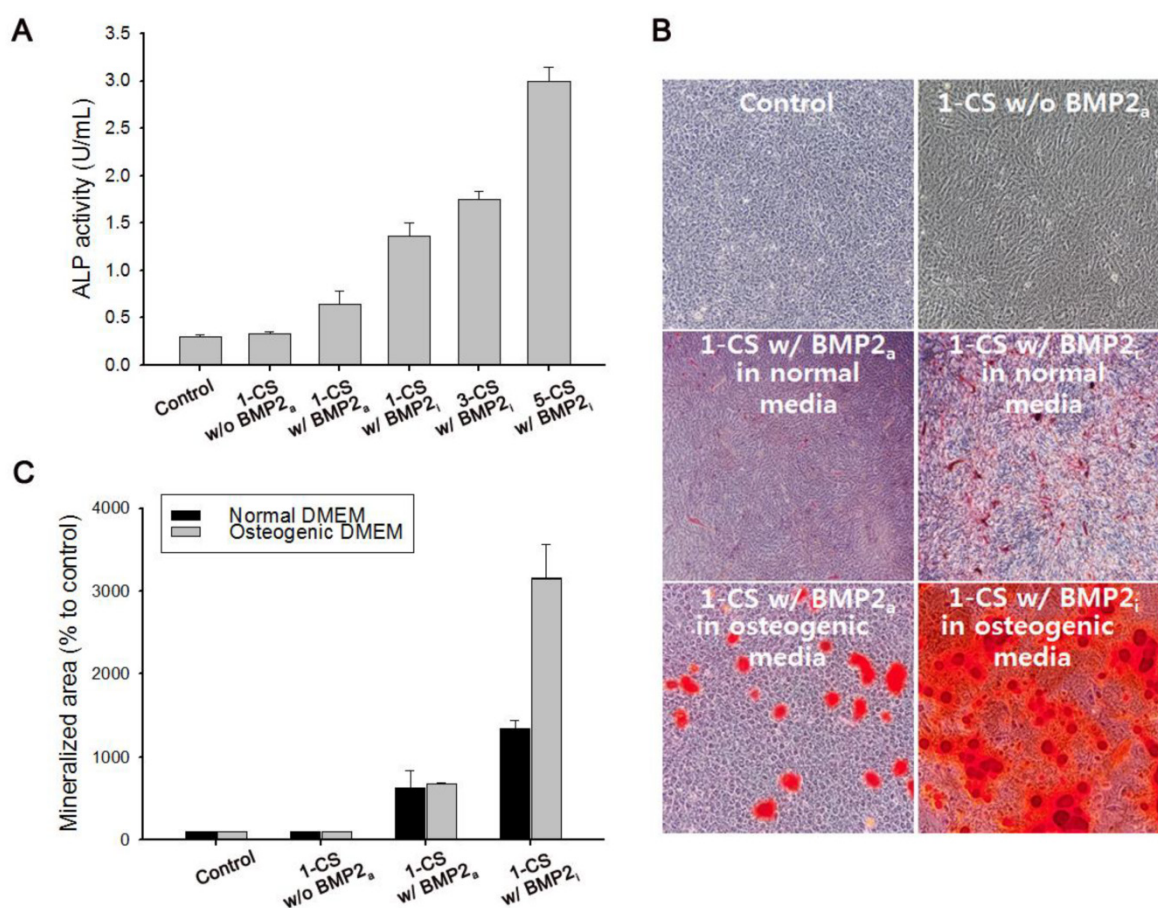 A
ALP activity (U/mL)
3.5
3.0
2.5
2.0
1.5
1.0
0.5
0.0
Control
1-CS
w/o BMP2ₐ
1-CS
w/ BMP2ₐ
1-CS
w/ BMP2ᵢ
3-CS
w/ BMP2ᵢ
5-CS
w/ BMP2ᵢ
B
Control
1-CS w/o BMP2ₐ
1-CS w/ BMP2ₐ
in normal
media
1-CS w/ BMP2ᵢ
in normal
media
1-CS w/ BMP2ₐ
in osteogenic
media
1-CS w/ BMP2ᵢ
in osteogenic
media
C
Mineralized area (% to control)
4000
3000
2000
1000
0
Normal DMEM
Osteogenic DMEM
Control
1-CS
w/o BMP2ₐ
1-CS
w/ BMP2ₐ
1-CS
w/ BMP2ᵢ